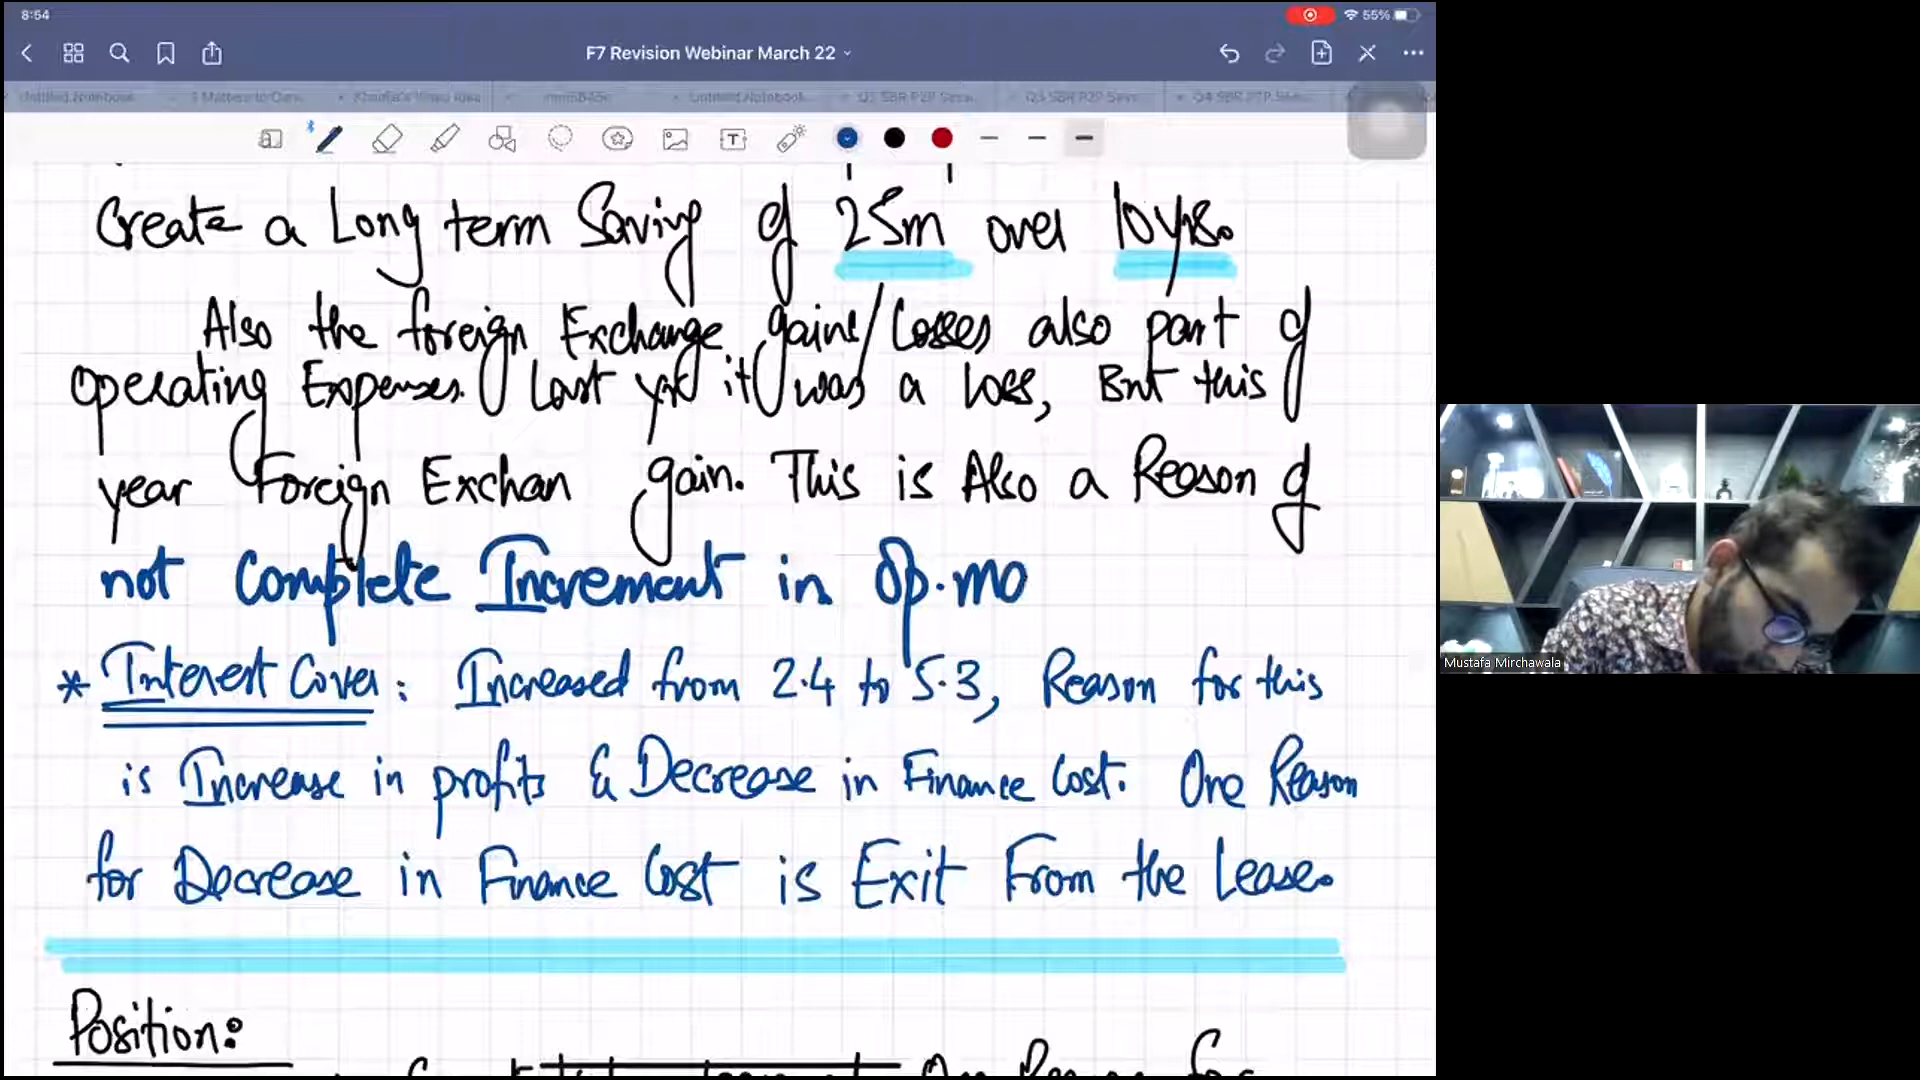 8:54
55%
F7 Revision Webinar March 22
Untitled Notebook
Untitled Notebook...
Create a Long term Saving of 25m over 10yrs.
Also the foreign Exchange gains/Losses also part of
Operating Expenses. Last yr it was a loss, But this
year Foreign Exchan gain. This is Also a Reason of
not Complete Increment in Op.mo
* Interest Cover: Increased from 2.4 to 5.3, Reason for this
is Increase in profits & Decrease in Finance Cost. One Reason
for Decrease in Finance Cost is Exit From the Lease.
Position:
Mustafa Mirchawala